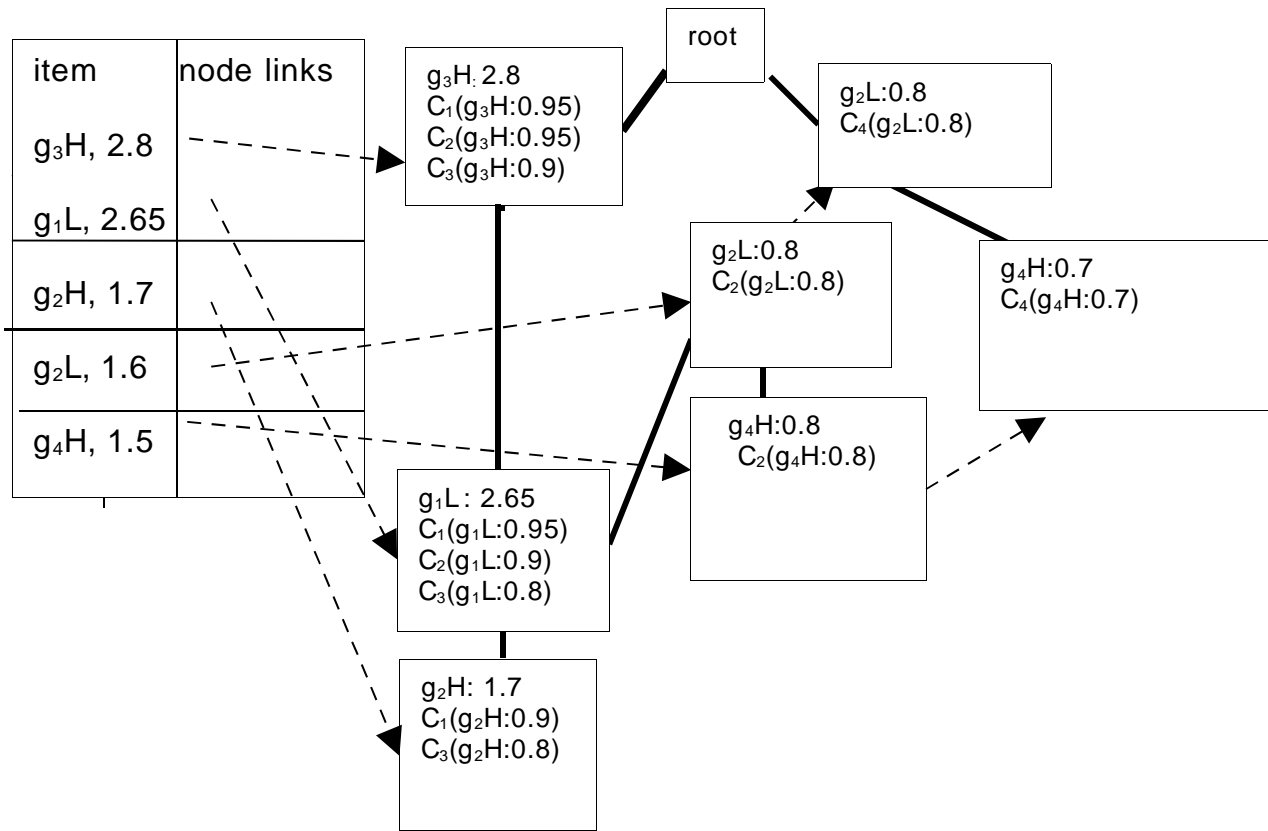 item node links
g₃H, 2.8
g₁L, 2.65
g₂H, 1.7
g₂L, 1.6
g₄H, 1.5
root
g₃H: 2.8
C₁(g₃H:0.95)
C₂(g₃H:0.95)
C₃(g₃H:0.9)
g₂L:0.8
C₄(g₂L:0.8)
g₂L:0.8
C₂(g₂L:0.8)
g₄H:0.7
C₄(g₄H:0.7)
g₄H:0.8
C₂(g₄H:0.8)
g₁L: 2.65
C₁(g₁L:0.95)
C₂(g₁L:0.9)
C₃(g₁L:0.8)
g₂H: 1.7
C₁(g₂H:0.9)
C₃(g₂H:0.8)